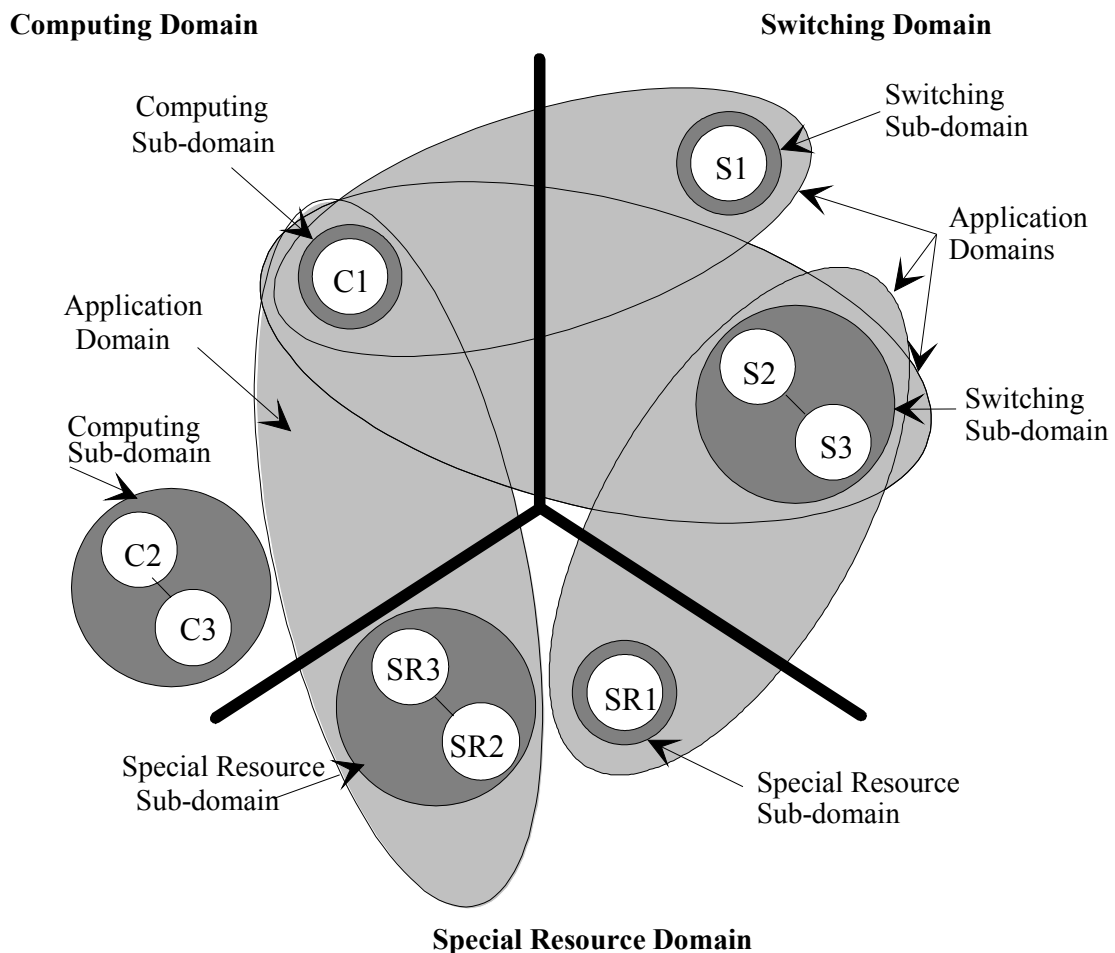 Computing Domain
Switching Domain
Computing
Sub-domain
Switching
Sub-domain
S1
Application
Domains
C1
Application
Domain
S2
S3
Switching
Sub-domain
Computing
Sub-domain
C2
C3
SR3
SR2
SR1
Special Resource
Sub-domain
Special Resource
Sub-domain
Special Resource Domain